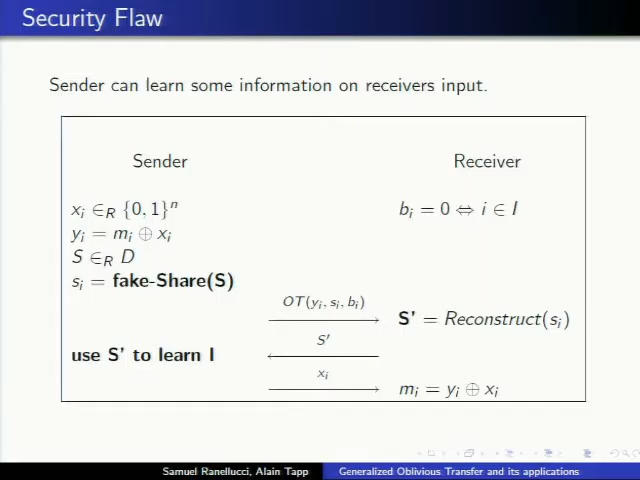 Security Flaw
Sender can learn some information on receivers input.
Sender Receiver
x_i ∈_R {0, 1}^n b_i = 0 ⇔ i ∈ I
y_i = m_i ⊕ x_i
S ∈_R D
s_i = fake-Share(S)
OT(y_i, s_i, b_i)
S' = Reconstruct(s_i)
S'
use S' to learn I
x_i
m_i = y_i ⊕ x_i
Samuel Ranellucci, Alain Tapp Generalized Oblivious Transfer and its applications